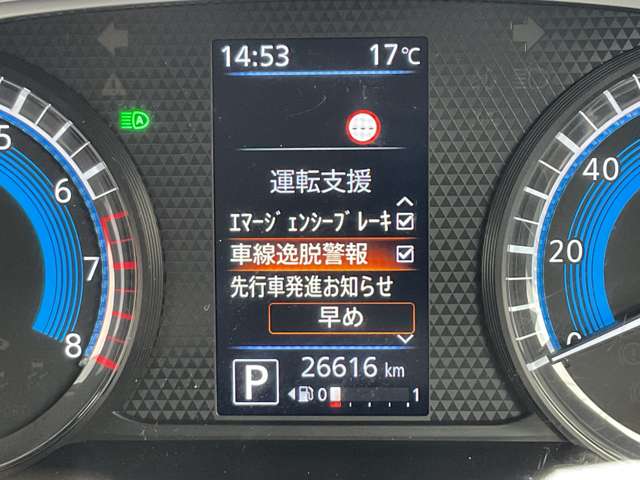 14:53 17℃
運転支援
ｴﾏｰｼﾞｪﾝｼｰﾌﾞﾚｰｷ
車線逸脱警報
先行車発進お知らせ
早め
P 26616 km
0 1
5
6
7
8
40
20
0
A